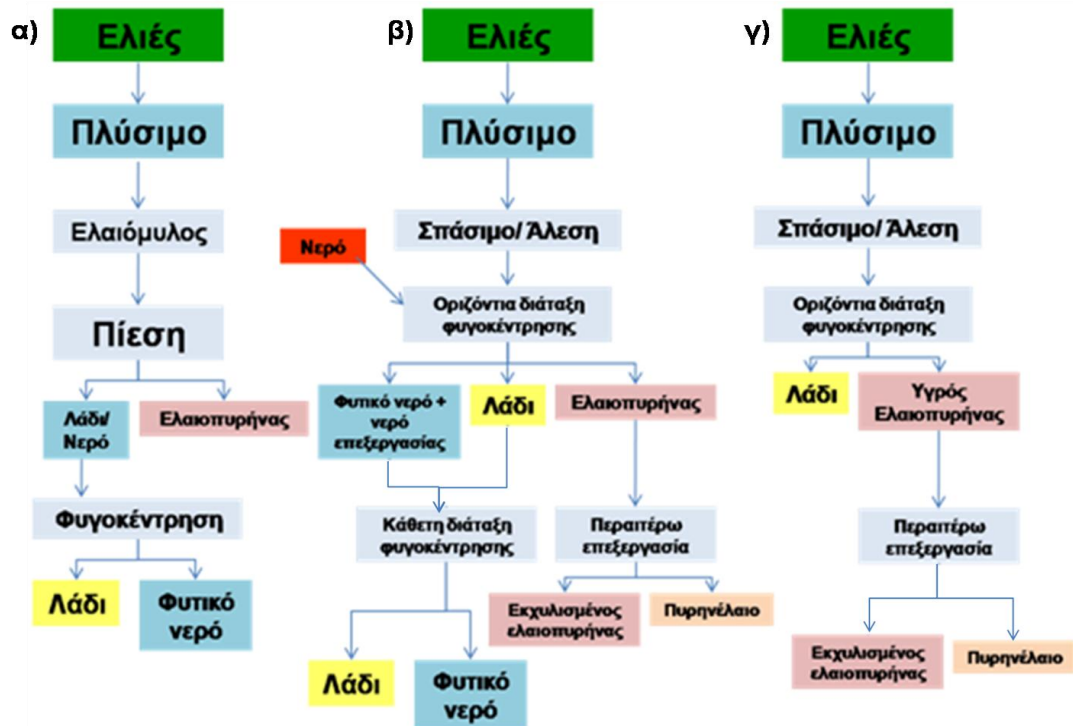 α)
Ελιές
Πλύσιμο
Ελαιόμυλος
Πίεση
Λάδι/
Νερό
Ελαιοπυρήνας
Φυγοκέντρηση
Λάδι
Φυτικό
νερό
β)
Ελιές
Πλύσιμο
Σπάσιμο/ Άλεση
Νερό
Οριζόντια διάταξη
φυγοκέντρησης
Φυτικό νερό +
νερό
επεξεργασίας
Λάδι
Ελαιοπυρήνας
Κάθετη διάταξη
φυγοκέντρησης
Περαιτέρω
επεξεργασία
Εκχυλισμένος
ελαιοπυρήνας
Πυρηνέλαιο
Λάδι
Φυτικό
νερό
γ)
Ελιές
Πλύσιμο
Σπάσιμο/ Άλεση
Οριζόντια διάταξη
φυγοκέντρησης
Λάδι
Υγρός
Ελαιοπυρήνας
Περαιτέρω
επεξεργασία
Εκχυλισμένος
ελαιοπυρήνας
Πυρηνέλαιο